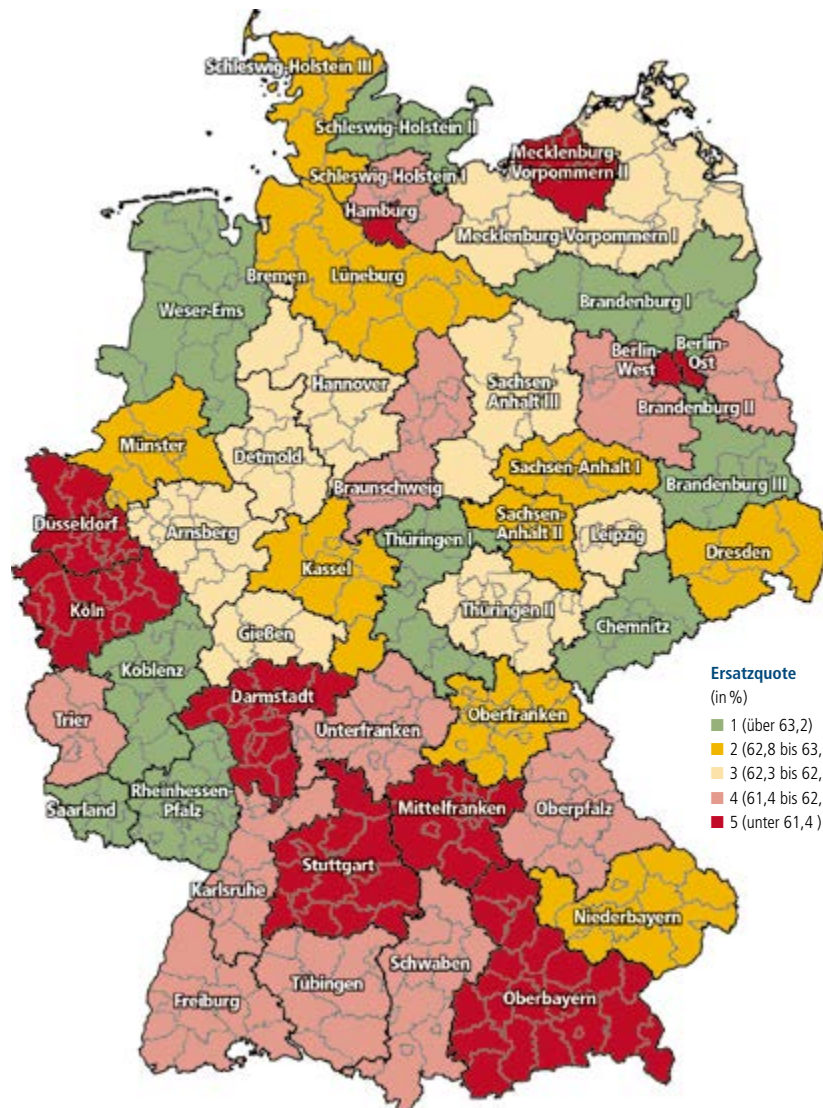 Schleswig-Holstein III
Schleswig-Holstein II
Mecklenburg-
Vorpommern II
Schleswig-Holstein I
Hamburg
Mecklenburg-Vorpommern I
Bremen
Lüneburg
Weser-Ems
Brandenburg I
Berlin-
West
Berlin-
Ost
Hannover
Sachsen-
Anhalt III
Brandenburg II
Münster
Detmold
Sachsen-Anhalt I
Braunschweig
Brandenburg III
Düsseldorf
Arnsberg
Thüringen I
Sachsen-
Anhalt II
Leipzig
Dresden
Kassel
Köln
Thüringen II
Chemnitz
Gießen
Koblenz
Darmstadt
Trier
Unterfranken
Oberfranken
Saarland
Rheinhessen-
Pfalz
Mittelfranken
Oberpfalz
Stuttgart
Karlsruhe
Niederbayern
Schwaben
Tübingen
Freiburg
Oberbayern
Ersatzquote
(in %)
1 (über 63,2)
2 (62,8 bis 63,
3 (62,3 bis 62,
4 (61,4 bis 62,
5 (unter 61,4 )